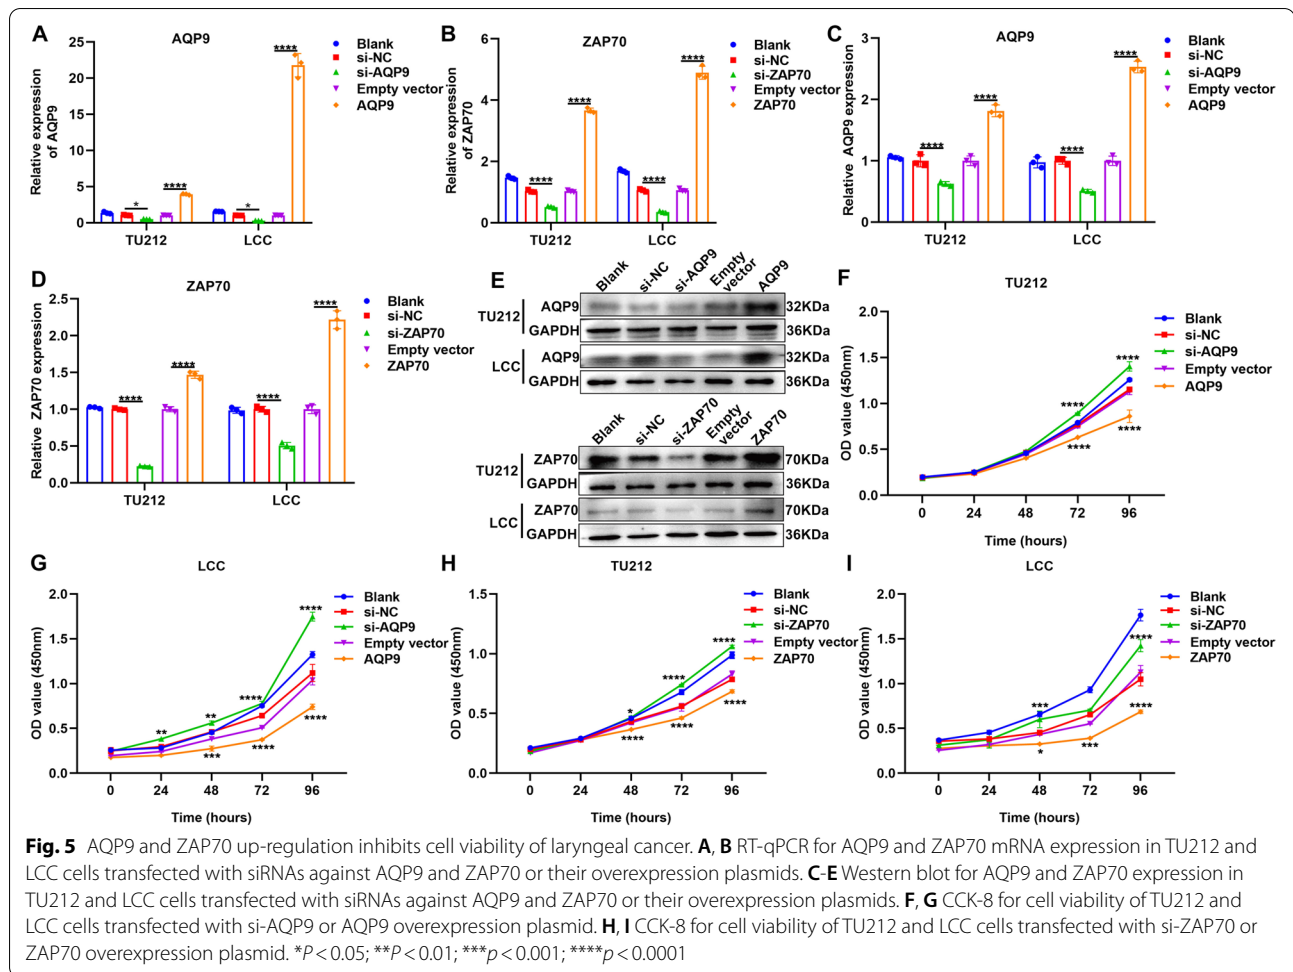 A
AQP9
Relative expression
of AQP9
25
20
15
10
5
0
* **** * ****
TU212 LCC
Blank
si-NC
si-AQP9
Empty vector
AQP9
B
ZAP70
Relative expression
of ZAP70
6
4
2
0
**** **** **** ****
TU212 LCC
Blank
si-NC
si-ZAP70
Empty vector
ZAP70
C
AQP9
Relative AQP9 expression
3
2
1
0
**** **** **** ****
TU212 LCC
Blank
si-NC
si-AQP9
Empty vector
AQP9
D
ZAP70
Relative ZAP70 expression
2.5
2.0
1.5
1.0
0.5
0.0
**** **** **** ****
TU212 LCC
Blank
si-NC
si-ZAP70
Empty vector
ZAP70
E
Blank si-NC si-AQP9 Empty vector AQP9
TU212
AQP9 32KDa
GAPDH 36KDa
LCC
AQP9 32KDa
GAPDH 36KDa
Blank si-NC si-ZAP70 Empty vector ZAP70
TU212
ZAP70 70KDa
GAPDH 36KDa
LCC
ZAP70 70KDa
GAPDH 36KDa
F
TU212
OD value (450nm)
2.0
1.5
1.0
0.5
0.0
**** ****
**** ****
0 24 48 72 96
Time (hours)
Blank
si-NC
si-AQP9
Empty vector
AQP9
G
LCC
OD value (450nm)
2.0
1.5
1.0
0.5
0.0
** ** **** ****
*** **** ****
0 24 48 72 96
Time (hours)
Blank
si-NC
si-AQP9
Empty vector
AQP9
H
TU212
OD value (450nm)
1.5
1.0
0.5
0.0
* **** ****
**** **** ****
0 24 48 72 96
Time (hours)
Blank
si-NC
si-ZAP70
Empty vector
ZAP70
I
LCC
OD value (450nm)
2.0
1.5
1.0
0.5
0.0
*** ****
* *** ****
0 24 48 72 96
Time (hours)
Blank
si-NC
si-ZAP70
Empty vector
ZAP70
Fig. 5 AQP9 and ZAP70 up-regulation inhibits cell viability of laryngeal cancer. A, B RT-qPCR for AQP9 and ZAP70 mRNA expression in TU212 and
LCC cells transfected with siRNAs against AQP9 and ZAP70 or their overexpression plasmids. C-E Western blot for AQP9 and ZAP70 expression in
TU212 and LCC cells transfected with siRNAs against AQP9 and ZAP70 or their overexpression plasmids. F, G CCK-8 for cell viability of TU212 and
LCC cells transfected with si-AQP9 or AQP9 overexpression plasmid. H, I CCK-8 for cell viability of TU212 and LCC cells transfected with si-ZAP70 or
ZAP70 overexpression plasmid. *P < 0.05; **P < 0.01; ***p < 0.001; ****p < 0.0001